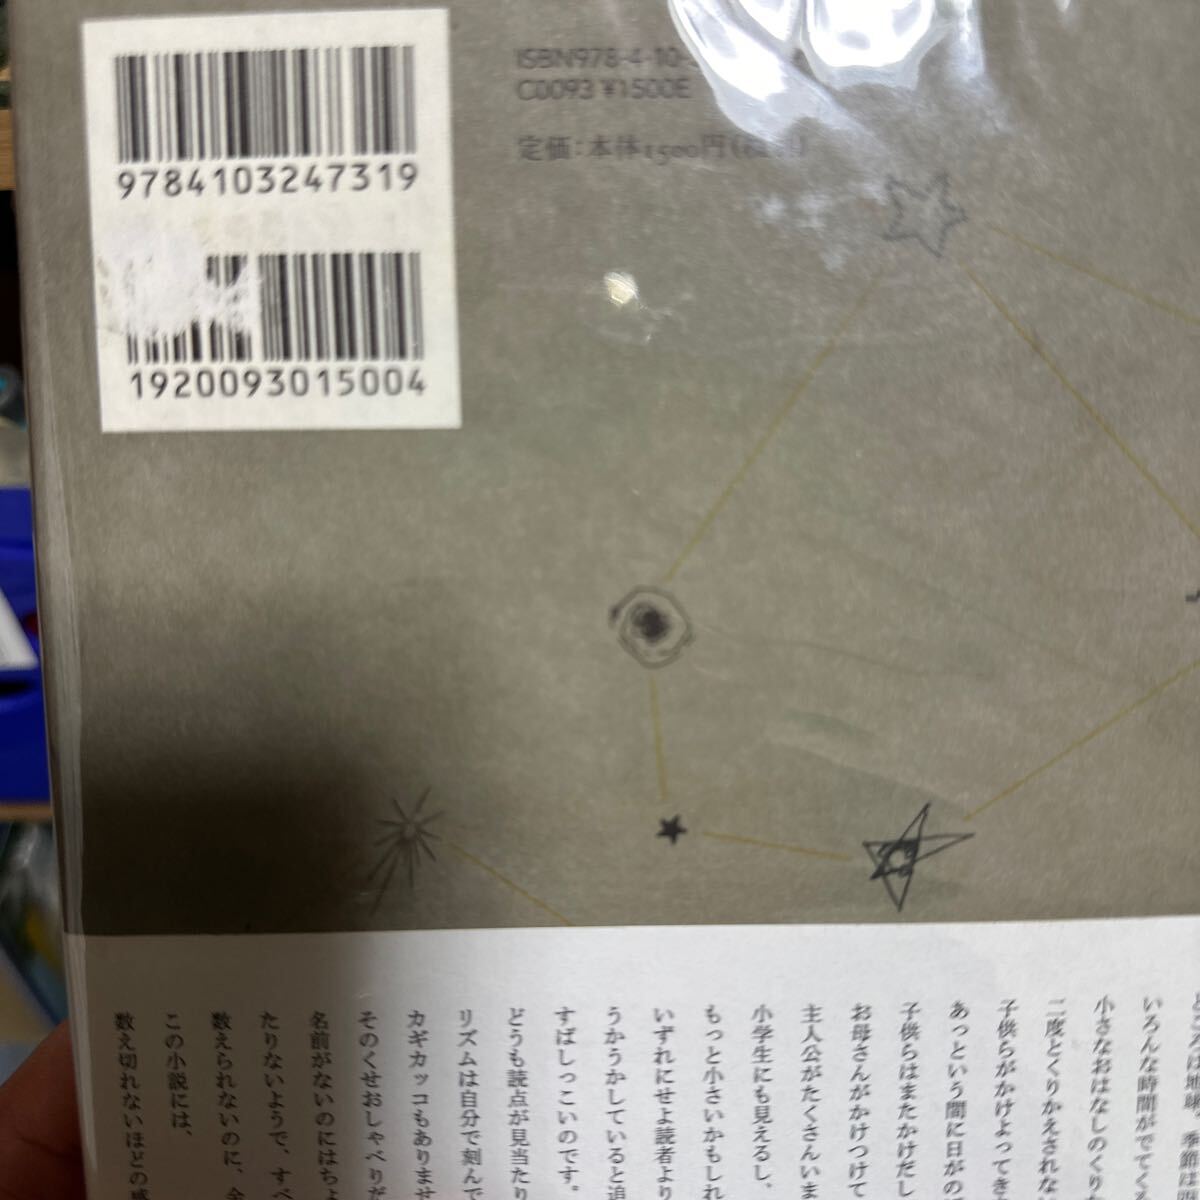 9784103247319
1920093015004
ISBN978-4-10-
C0093 ¥1500E
定価:本体1500円(
いろんな時間がでてく
小さなおはなしのくり
二度とくりかえされな
子供らがかけよってき
あっという間に日がの
子供らはまたかけだし
お母さんがかけつけて
主人公がたくさんいま
小学生にも見えるし、
もっと小さいかもしれ
いずれにせよ読者より
うかうかしていると追
すばしっこいのです。
どうも読点が見当たり
リズムは自分で刻んで
カギカッコもありませ
そのくせおしゃべりだ
名前がないのにはちょ
たりないようで、すべ
数えられないのに、全
この小説には、
数え切れないほどの感